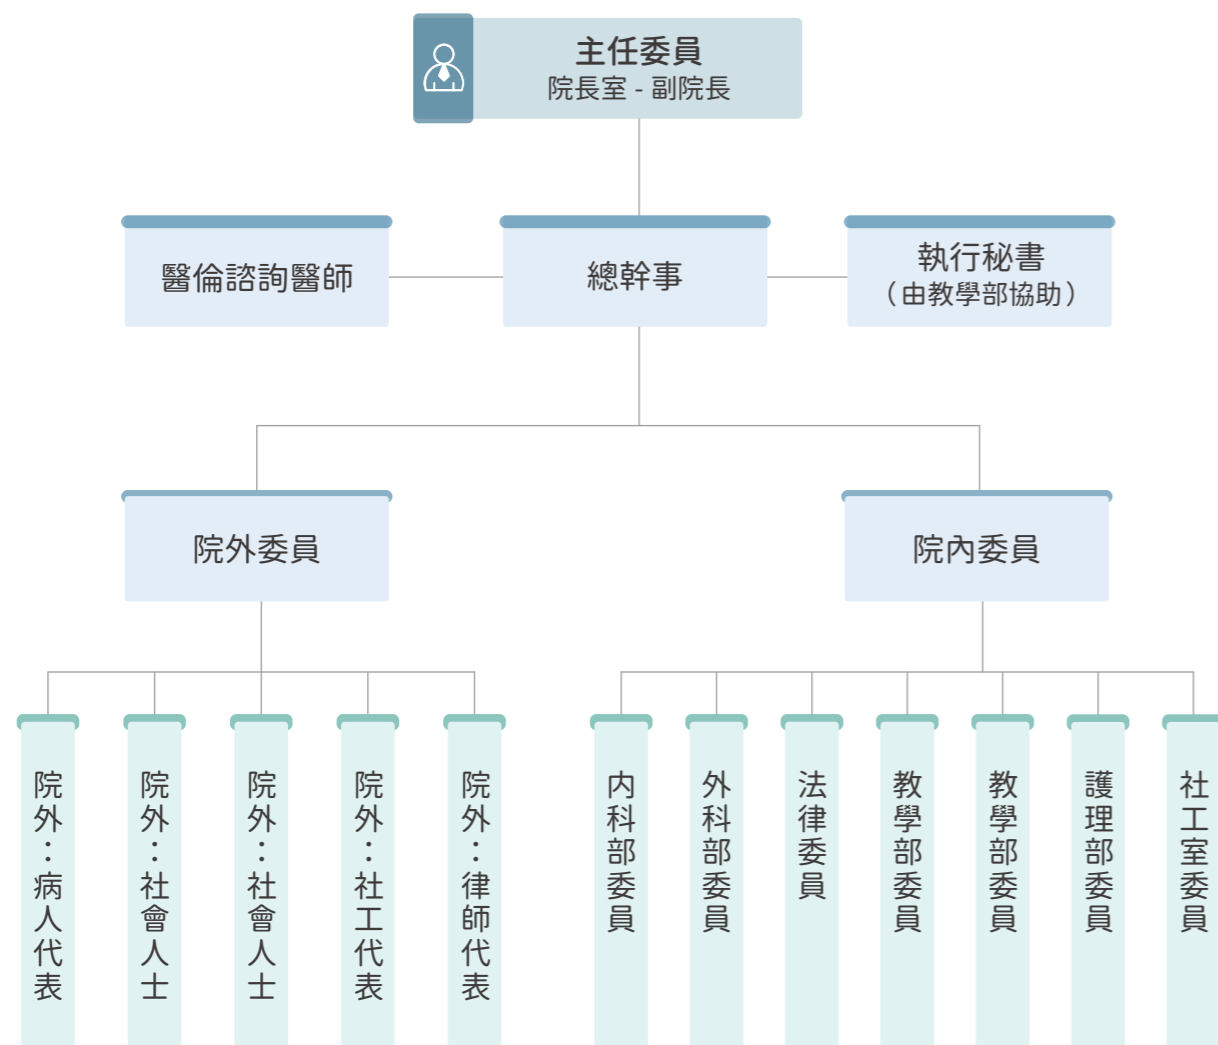 主任委員
院長室 - 副院長
醫倫諮詢醫師
總幹事
執行秘書
（由教學部協助）
院外委員
院內委員
院外：病人代表
院外：社會人士
院外：社會人士
院外：社工代表
院外：律師代表
內科部委員
外科部委員
法律委員
教學部委員
教學部委員
護理部委員
社工室委員